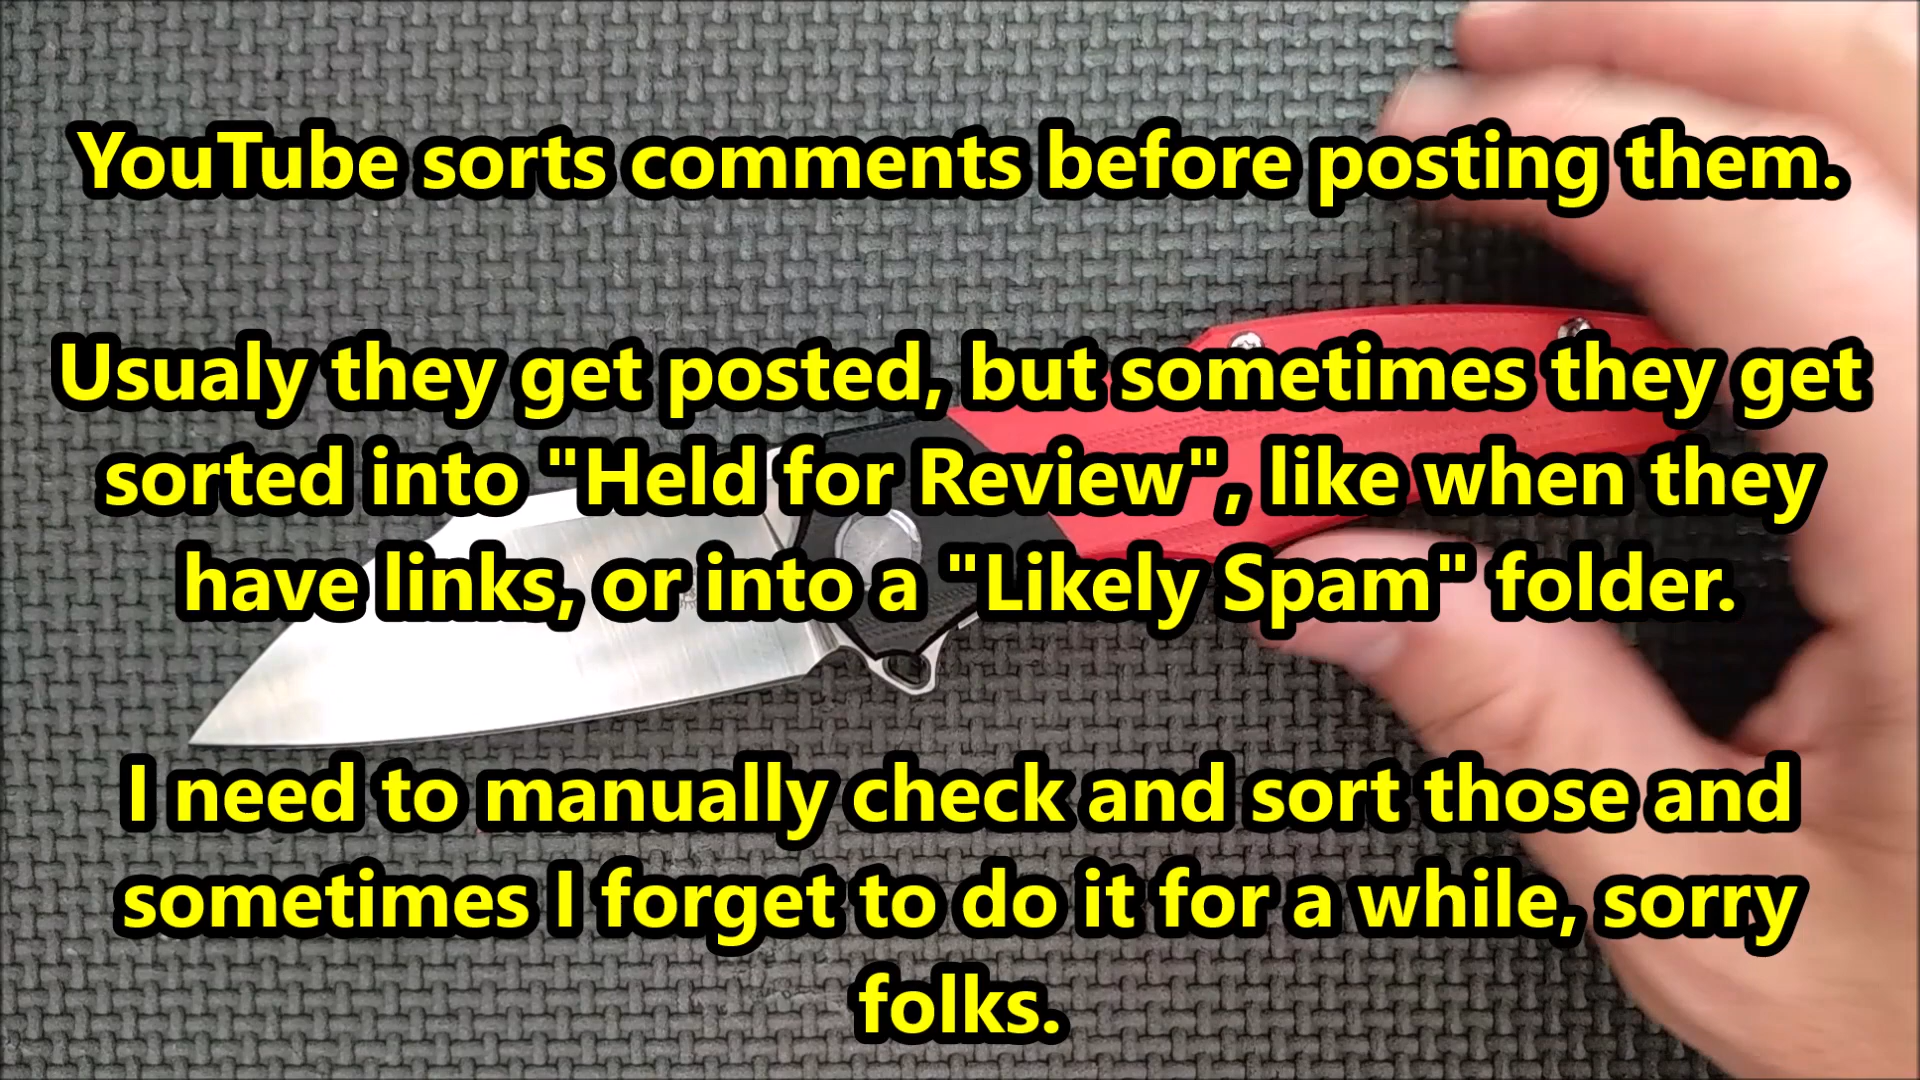 YouTube sorts comments before posting them.
Usualy they get posted, but sometimes they get
sorted into "Held for Review", like when they
have links, or into a "Likely Spam" folder.
I need to manually check and sort those and
sometimes I forget to do it for a while, sorry
folks.